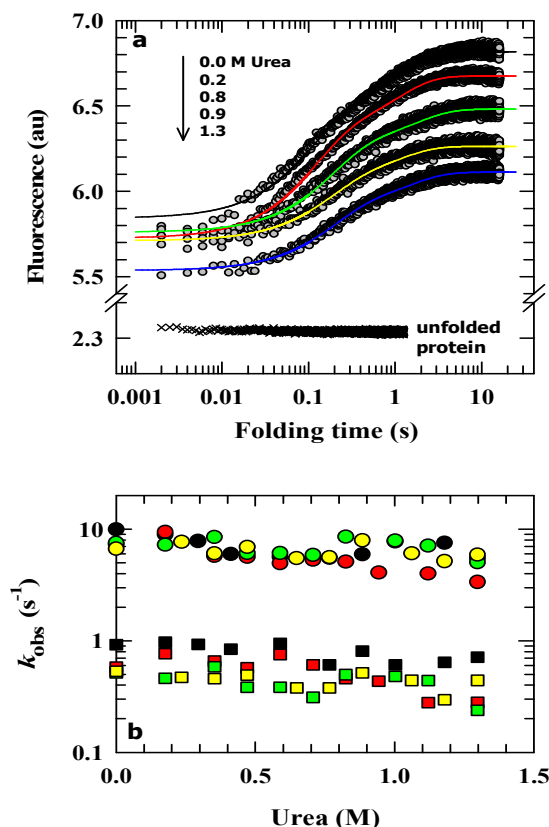 a
7.0
0.0 M Urea
0.2
0.8
0.9
1.3
6.5
6.0
5.5
2.3
Fluorescence (au)
unfolded
protein
0.001 0.01 0.1 1 10
Folding time (s)
10
1
0.1
k_obs (s⁻¹)
b
0.0 0.5 1.0 1.5
Urea (M)